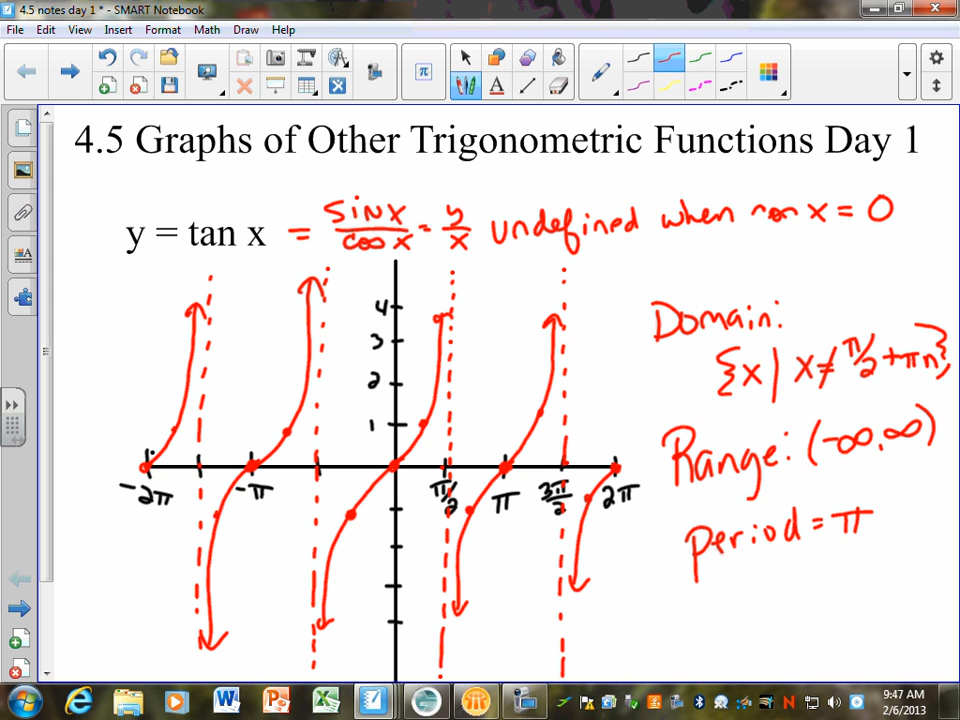 4.5 notes day 1 * - SMART Notebook
File Edit View Insert Format Math Draw Help
π A
4.5 Graphs of Other Trigonometric Functions Day 1
y = tan x = sin x / cos x = y / x undefined when cos x = 0
4
3
2
1
-2π -π π/2 π 3π/2 2π
Domain:
{x | x ≠ π/2 + πn},
Range: (-∞, ∞)
period = π
9:47 AM
2/6/2013